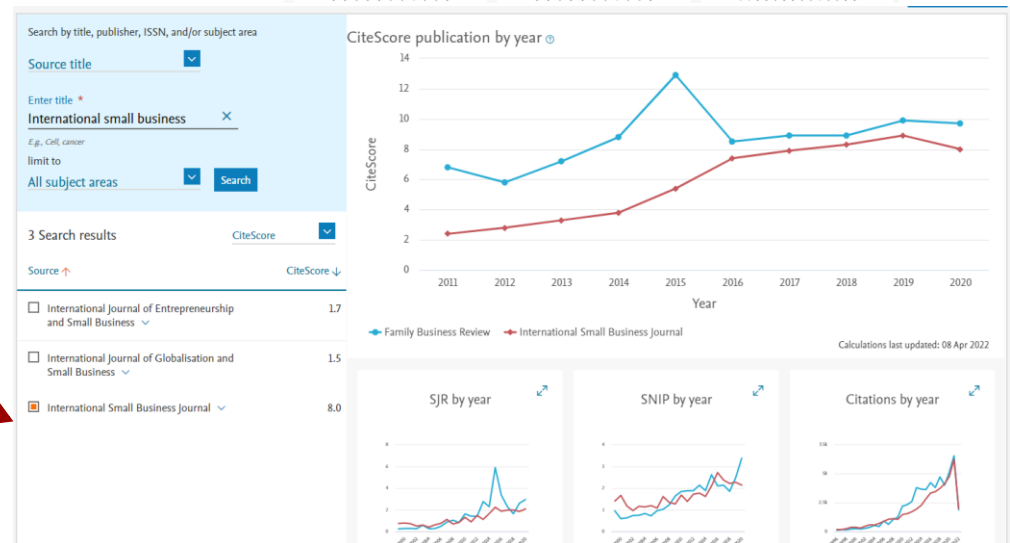 Search by title, publisher, ISSN, and/or subject area
Source title
Enter title *
International small business
E.g., Cell, cancer
limit to
All subject areas
Search
3 Search results
CiteScore
Source
CiteScore
International Journal of Entrepreneurship
and Small Business
1.7
International Journal of Globalisation and
Small Business
1.5
International Small Business Journal
8.0
CiteScore publication by year
14
12
10
8
6
4
2
0
CiteScore
2011 2012 2013 2014 2015 2016 2017 2018 2019 2020
Year
Family Business Review International Small Business Journal
Calculations last updated: 08 Apr 2022
SJR by year
SNIP by year
Citations by year